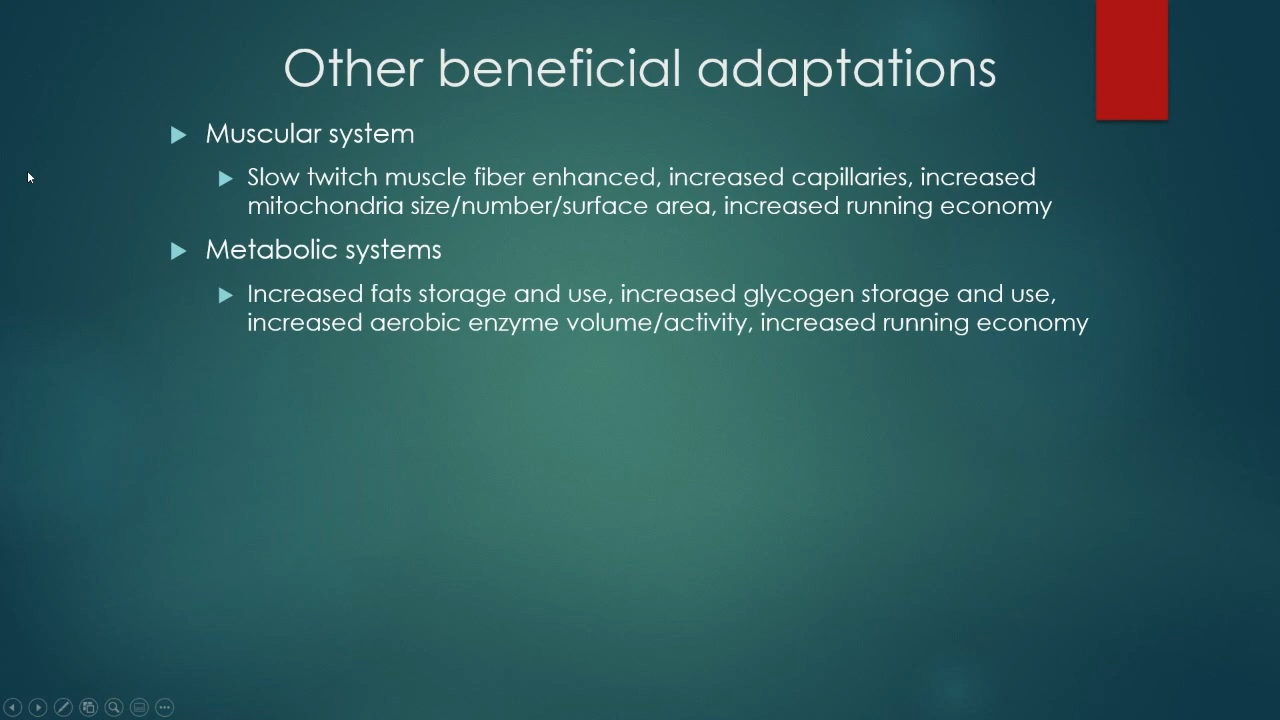 Other beneficial adaptations
Muscular system
Slow twitch muscle fiber enhanced, increased capillaries, increased
mitochondria size/number/surface area, increased running economy
Metabolic systems
Increased fats storage and use, increased glycogen storage and use,
increased aerobic enzyme volume/activity, increased running economy